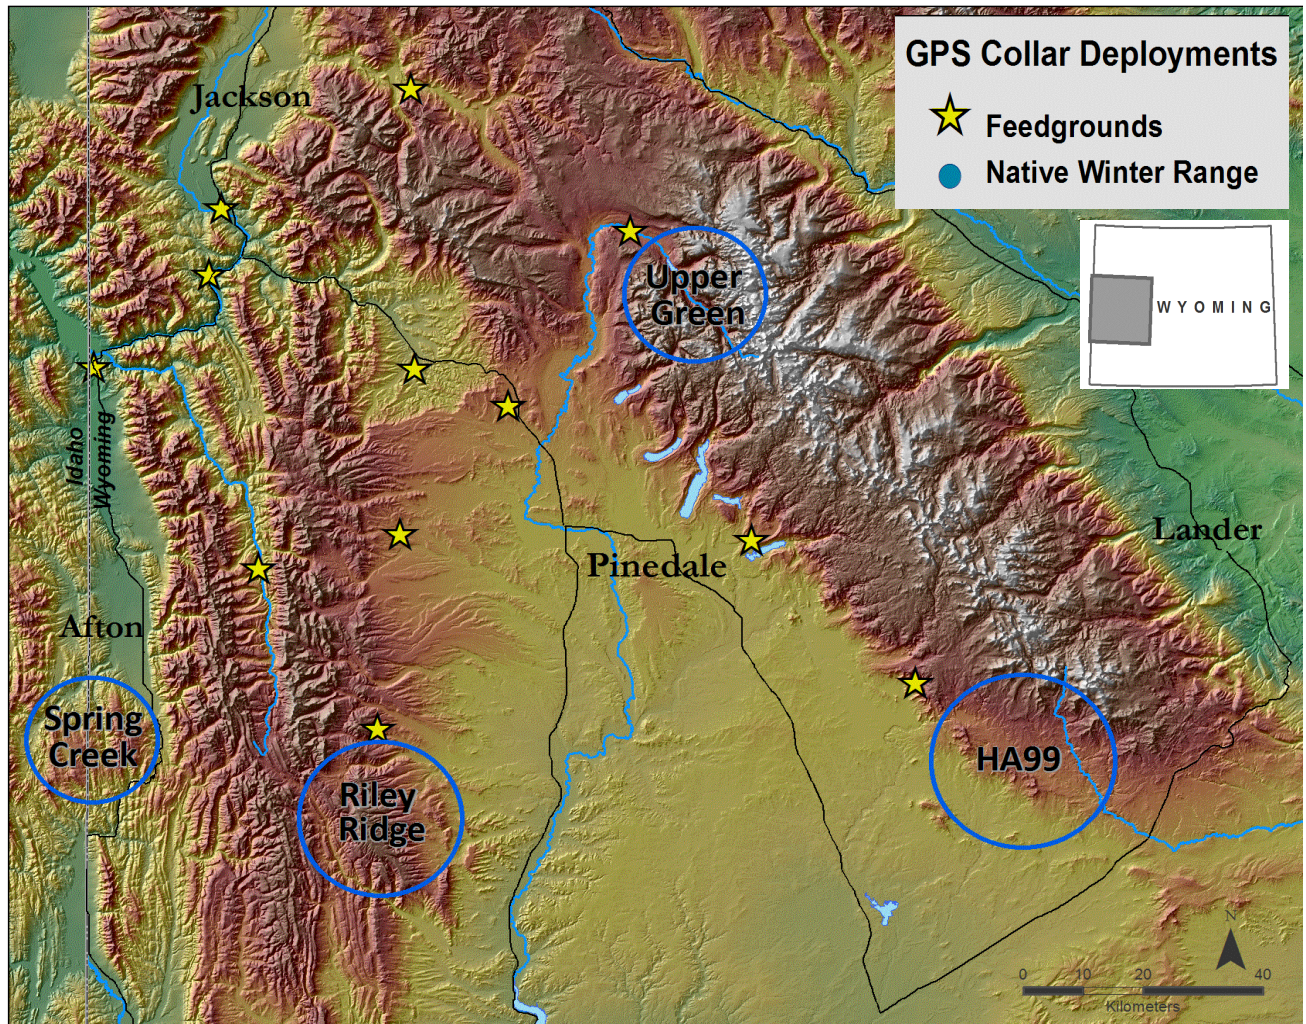 GPS Collar Deployments
Feedgrounds
Native Winter Range
Jackson
Upper
Green
WYOMING
Idaho
Wyoming
Lander
Pinedale
Afton
Spring
Creek
Riley
Ridge
HA99
N
0 10 20 40
Kilometers